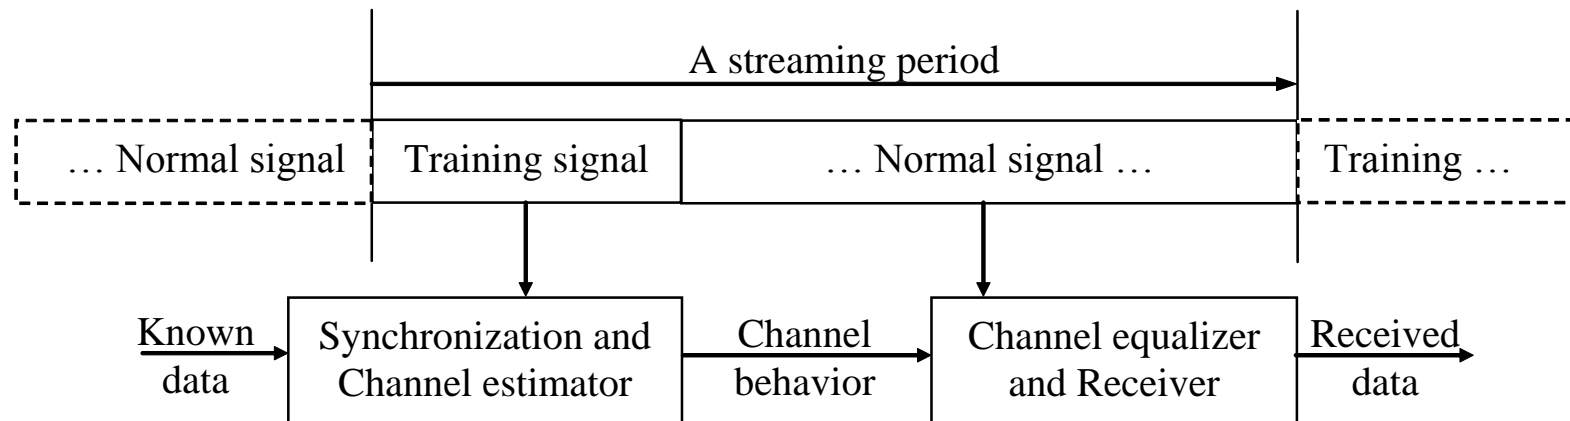 A streaming period
… Normal signal
Training signal
… Normal signal …
Training …
Known
data
Synchronization and
Channel estimator
Channel
behavior
Channel equalizer
and Receiver
Received
data